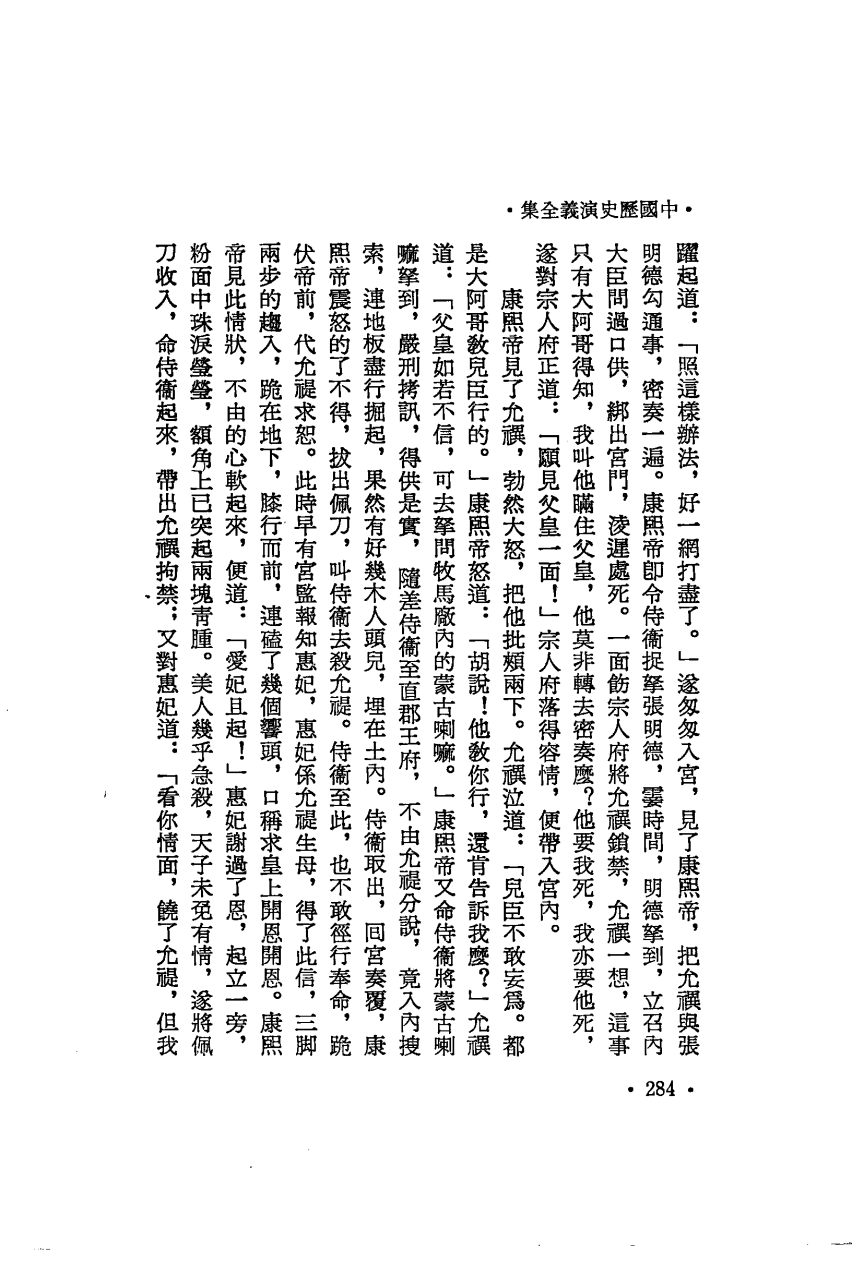 ·中國歷史演義全集·
躍起道：「照這樣辦法，好一網打盡了。」遂匆匆入宮，見了康熙帝，把允禩與張
明德勾通事，密奏一遍。康熙帝卽令侍衞捉拏張明德，霎時間，明德拏到，立召內
大臣問過口供，綁出宮門，淩遲處死。一面飭宗人府將允禩鎖禁，允禩一想，這事
只有大阿哥得知，我叫他瞞住父皇，他莫非轉去密奏麼？他要我死，我亦要他死，
遂對宗人府正道：「願見父皇一面！」宗人府落得容情，便帶入宮內。
康熙帝見了允禩，勃然大怒，把他批頰兩下。允禩泣道：「兒臣不敢妄爲。都
是大阿哥敎兒臣行的。」康熙帝怒道：「胡說！他敎你行，還肯告訴我麼？」允禩
道：「父皇如若不信，可去拏問牧馬廠內的蒙古喇嘛。」康熙帝又命侍衞將蒙古喇
嘛拏到，嚴刑拷訊，得供是實，隨差侍衞至直郡王府，不由允禔分說，竟入內搜
索，連地板盡行掘起，果然有好幾木人頭兒，埋在土內。侍衞取出，囘宮奏覆，康
熙帝震怒的了不得，拔出佩刀，叫侍衞去殺允禔。侍衞至此，也不敢徑行奉命，跪
伏帝前，代允禔求恕。此時早有宮監報知惠妃，惠妃係允禔生母，得了此信，三脚
兩步的趨入，跪在地下，膝行而前，連磕了幾個響頭，口稱求皇上開恩開恩。康熙
帝見此情狀，不由的心軟起來，便道：「愛妃且起！」惠妃謝過了恩，起立一旁，
粉面中珠淚瑩瑩，額角上已突起兩塊靑腫。美人幾乎急殺，天子未免有情，遂將佩
刀收入，命侍衞起來，帶出允禩拘禁；又對惠妃道：「看你情面，饒了允禔，但我
·284·